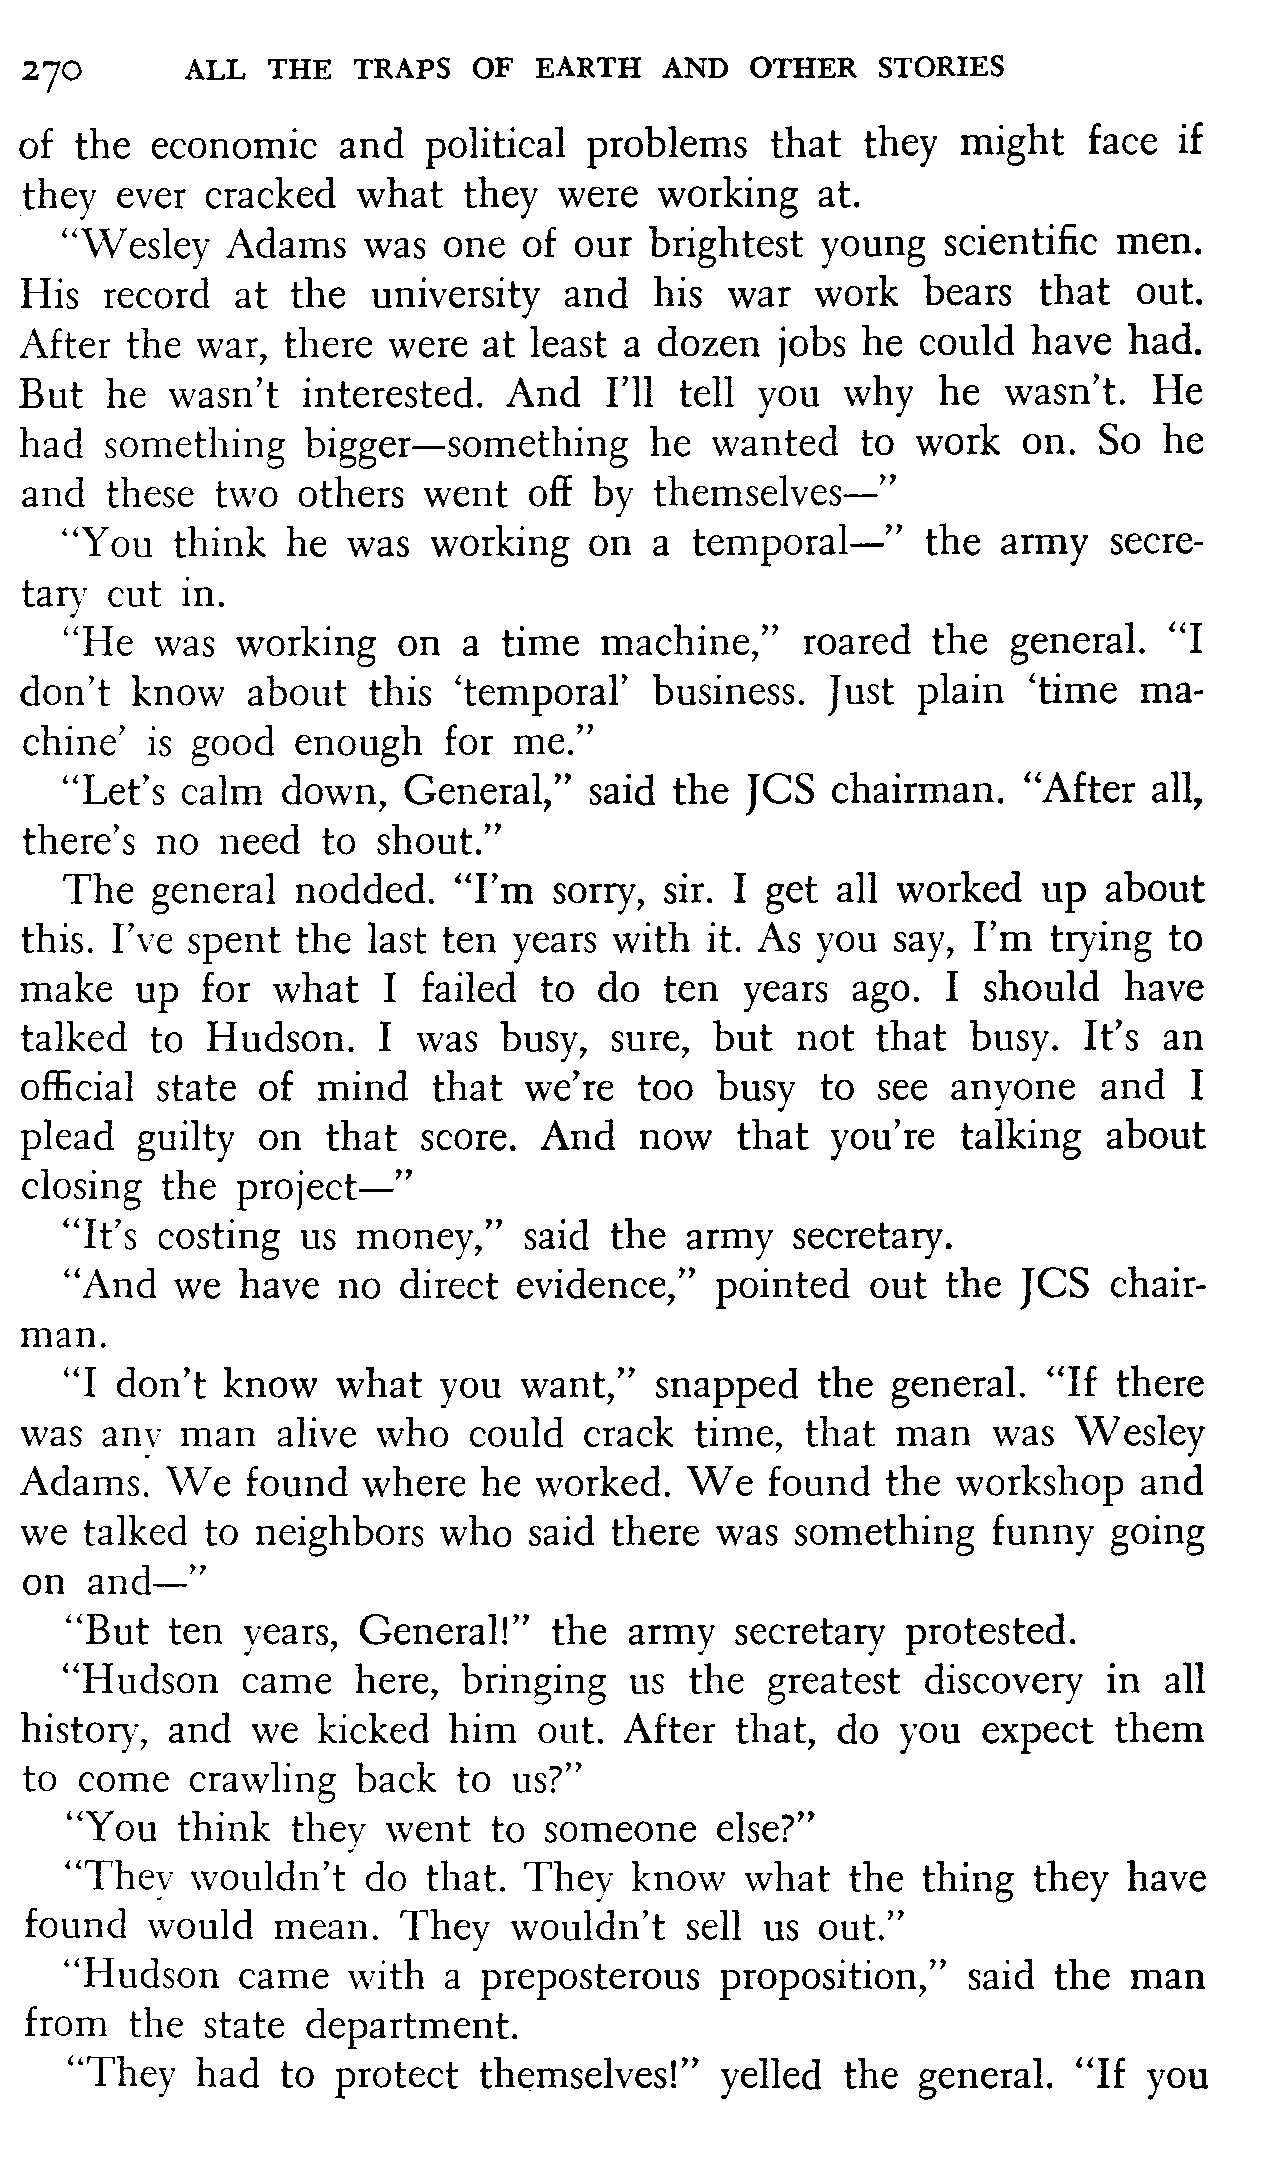 270 ALL THE TRAPS OF EARTH AND OTHER STORIES
of the economic and political problems that they might face if
they ever cracked what they were working at.
“Wesley Adams was one of our brightest young scientific men.
His record at the university and his war work bears that out.
After the war, there were at least a dozen jobs he could have had.
But he wasn’t interested. And I’ll tell you why he wasn’t. He
had something bigger—something he wanted to work on. So he
and these two others went off by themselves—”
“You think he was working on a temporal—” the army secre-
tary cut in.
“He was working on a time machine,” roared the general. “I
don’t know about this ‘temporal’ business. Just plain ‘time ma-
chine’ is good enough for me.”
“Let’s calm down, General,” said the JCS chairman. “After all,
there’s no need to shout.”
The general nodded. “I’m sorry, sir. I get all worked up about
this. I’ve spent the last ten years with it. As you say, I’m trying to
make up for what I failed to do ten years ago. I should have
talked to Hudson. I was busy, sure, but not that busy. It’s an
official state of mind that we’re too busy to see anyone and I
plead guilty on that score. And now that you’re talking about
closing the project—”
“It’s costing us money,” said the army secretary.
“And we have no direct evidence,” pointed out the JCS chair-
man.
“I don’t know what you want,” snapped the general. “If there
was any man alive who could crack time, that man was Wesley
Adams. We found where he worked. We found the workshop and
we talked to neighbors who said there was something funny going
on and—”
“But ten years, General!” the army secretary protested.
“Hudson came here, bringing us the greatest discovery in all
history, and we kicked him out. After that, do you expect them
to come crawling back to us?”
“You think they went to someone else?”
“They wouldn’t do that. They know what the thing they have
found would mean. They wouldn’t sell us out.”
“Hudson came with a preposterous proposition,” said the man
from the state department.
“They had to protect themselves!” yelled the general. “If you